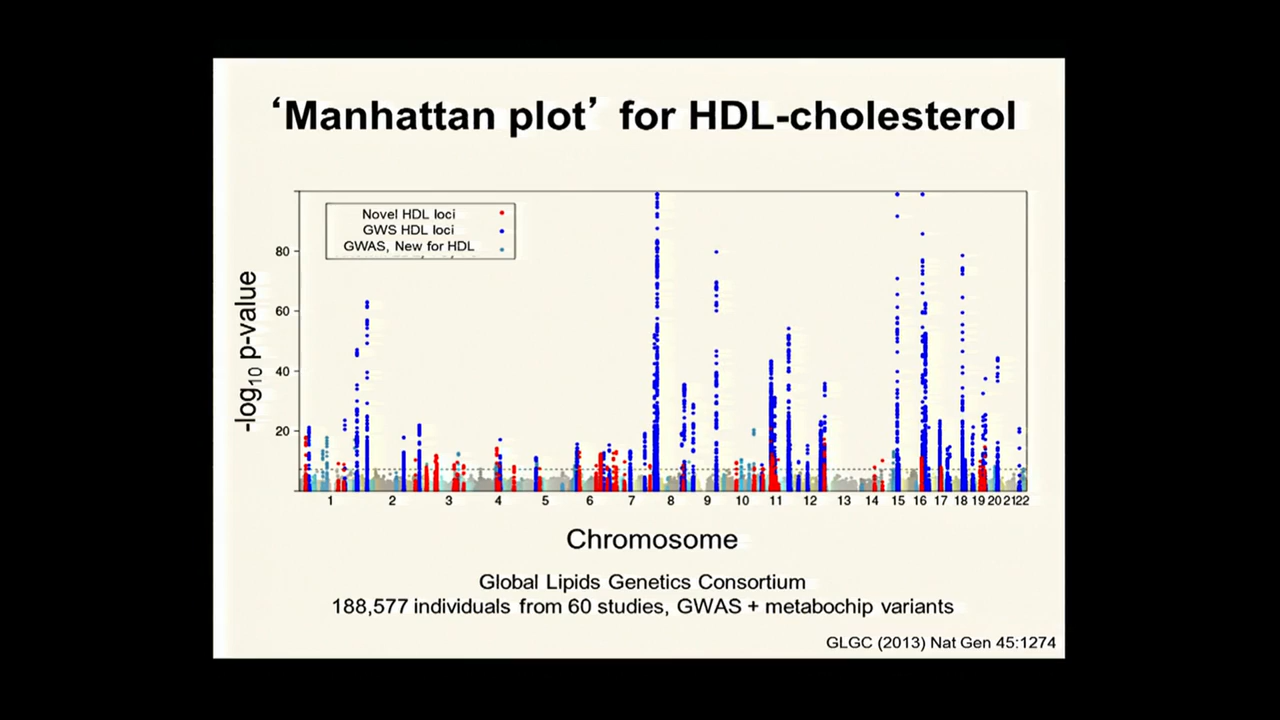 ‘Manhattan plot’ for HDL-cholesterol
Novel HDL loci
GWS HDL loci
GWAS, New for HDL
80
60
40
20
-log10 p-value
1 2 3 4 5 6 7 8 9 10 11 12 13 14 15 16 17 18 19 20 21 22
Chromosome
Global Lipids Genetics Consortium
188,577 individuals from 60 studies, GWAS + metabochip variants
GLGC (2013) Nat Gen 45:1274